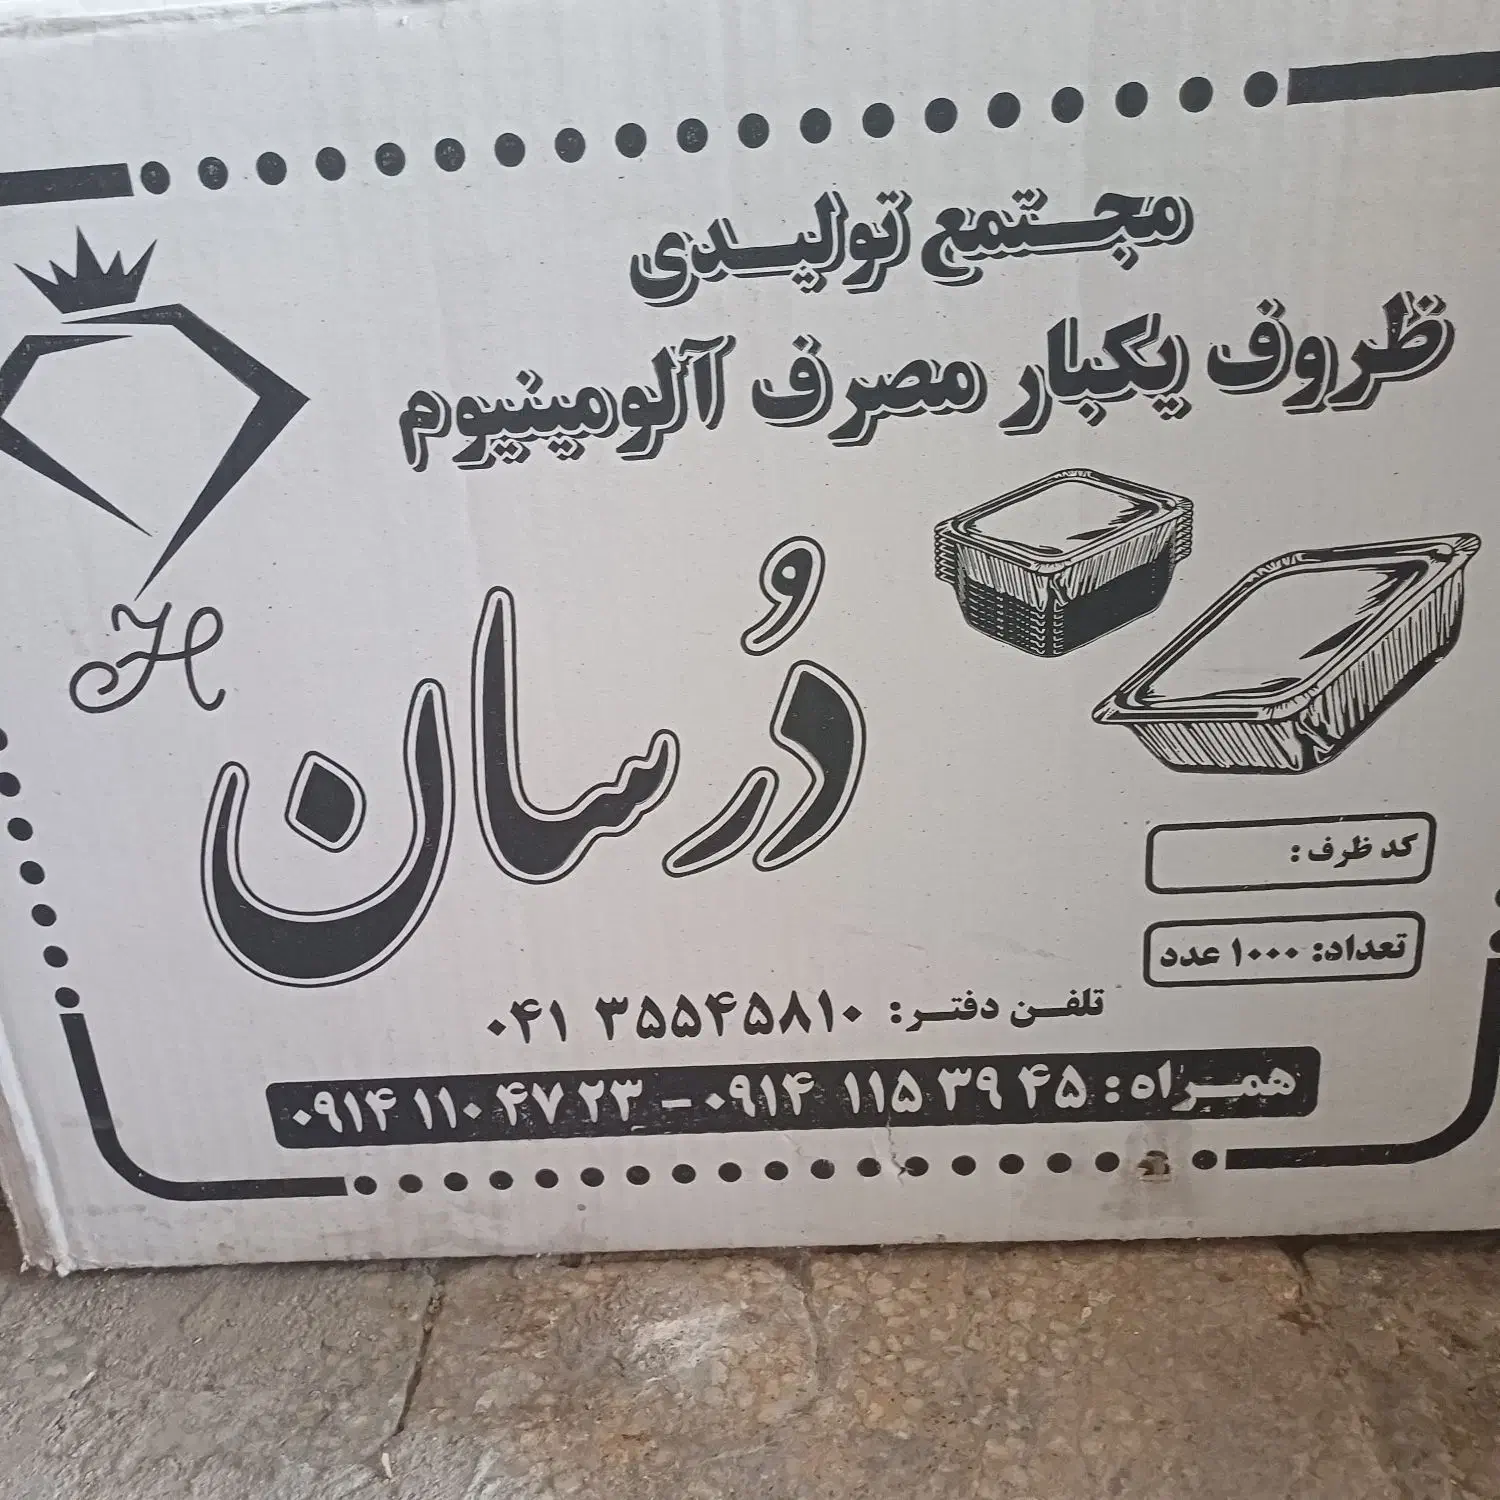 مجتمع تولیدی
ظروف یکبار مصرف آلومینیوم
دُرسان
H
کد ظرف :
تعداد: ۱۰۰۰ عدد
تلفن دفتر: ۰۴۱ ۳۵۵۴۵۸۱۰
همراه: ۰۹۱۴ ۱۱۵ ۳۹ ۴۵ - ۰۹۱۴ ۱۱۰ ۴۷ ۲۳